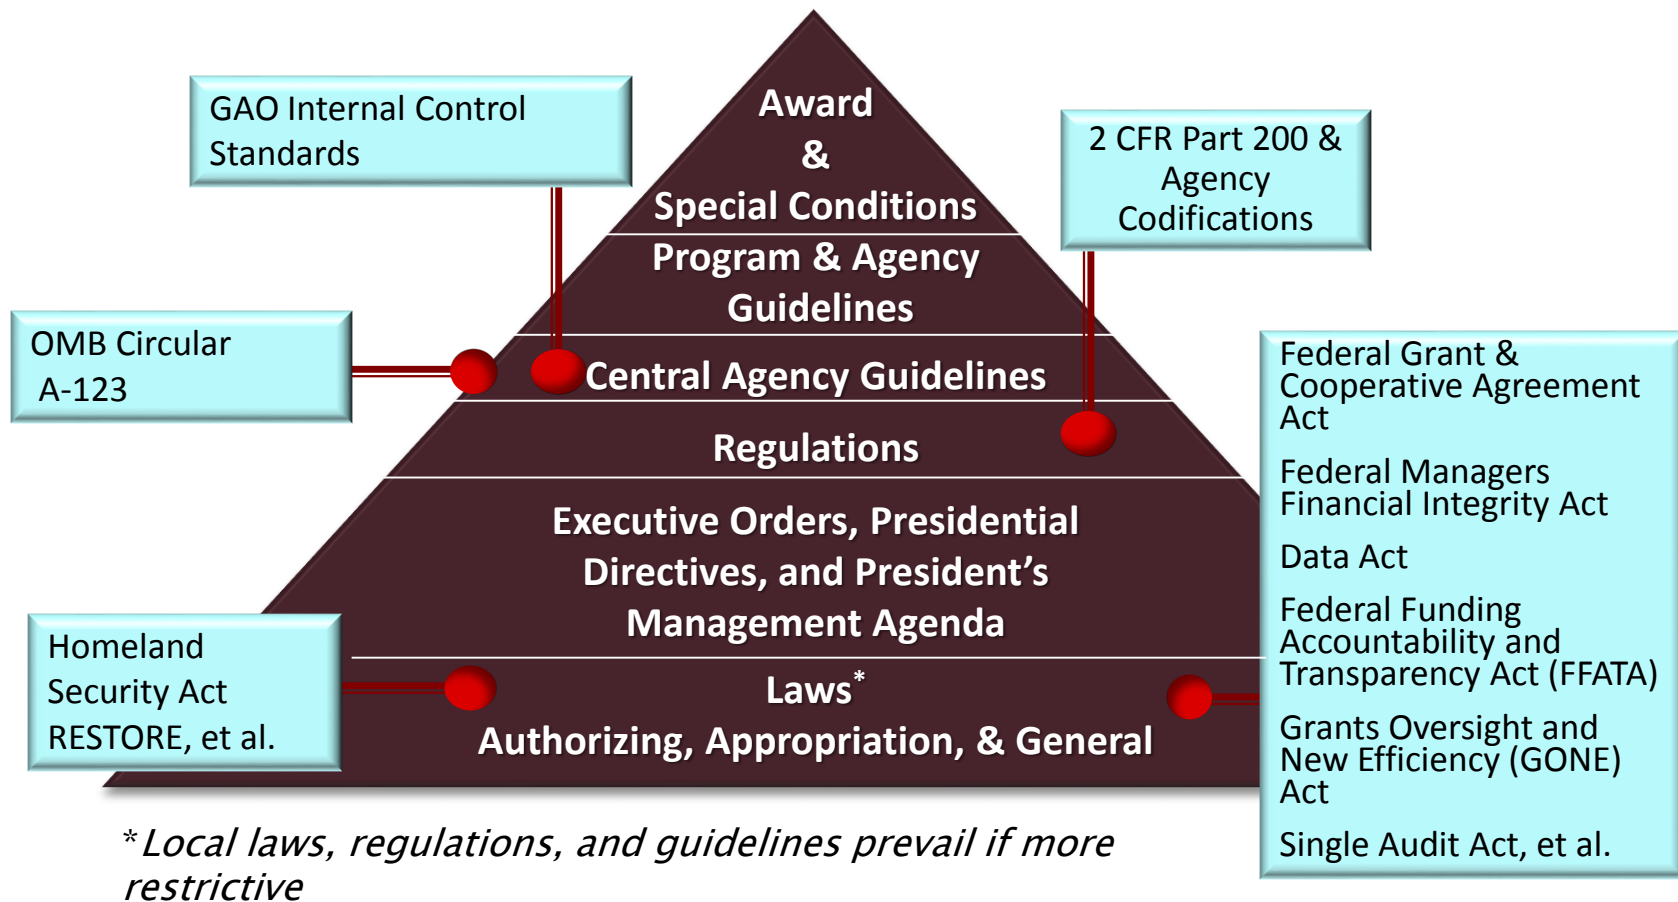 GAO Internal Control
Standards
Award
&
Special Conditions
2 CFR Part 200 &
Agency
Codifications
Program & Agency
Guidelines
OMB Circular
A-123
Central Agency Guidelines
Regulations
Executive Orders, Presidential
Directives, and President’s
Management Agenda
Homeland
Security Act
RESTORE, et al.
Laws*
Authorizing, Appropriation, & General
Federal Grant &
Cooperative Agreement
Act
Federal Managers
Financial Integrity Act
Data Act
Federal Funding
Accountability and
Transparency Act (FFATA)
Grants Oversight and
New Efficiency (GONE)
Act
Single Audit Act, et al.
*Local laws, regulations, and guidelines prevail if more
restrictive